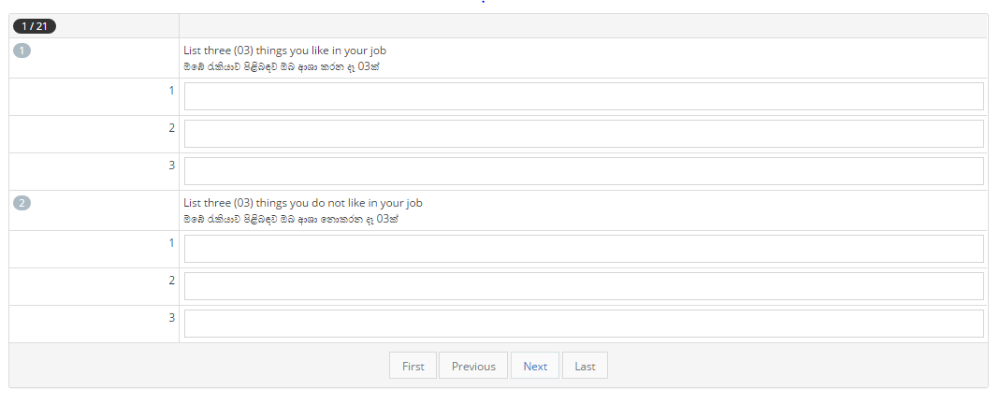 1 / 21
1
List three (03) things you like in your job
ඔබේ රැකියාව පිළිබඳව ඔබ ආශා කරන දෑ 03ක්
1
2
3
2
List three (03) things you do not like in your job
ඔබේ රැකියාව පිළිබඳව ඔබ ආශා නොකරන දෑ 03ක්
1
2
3
First Previous Next Last